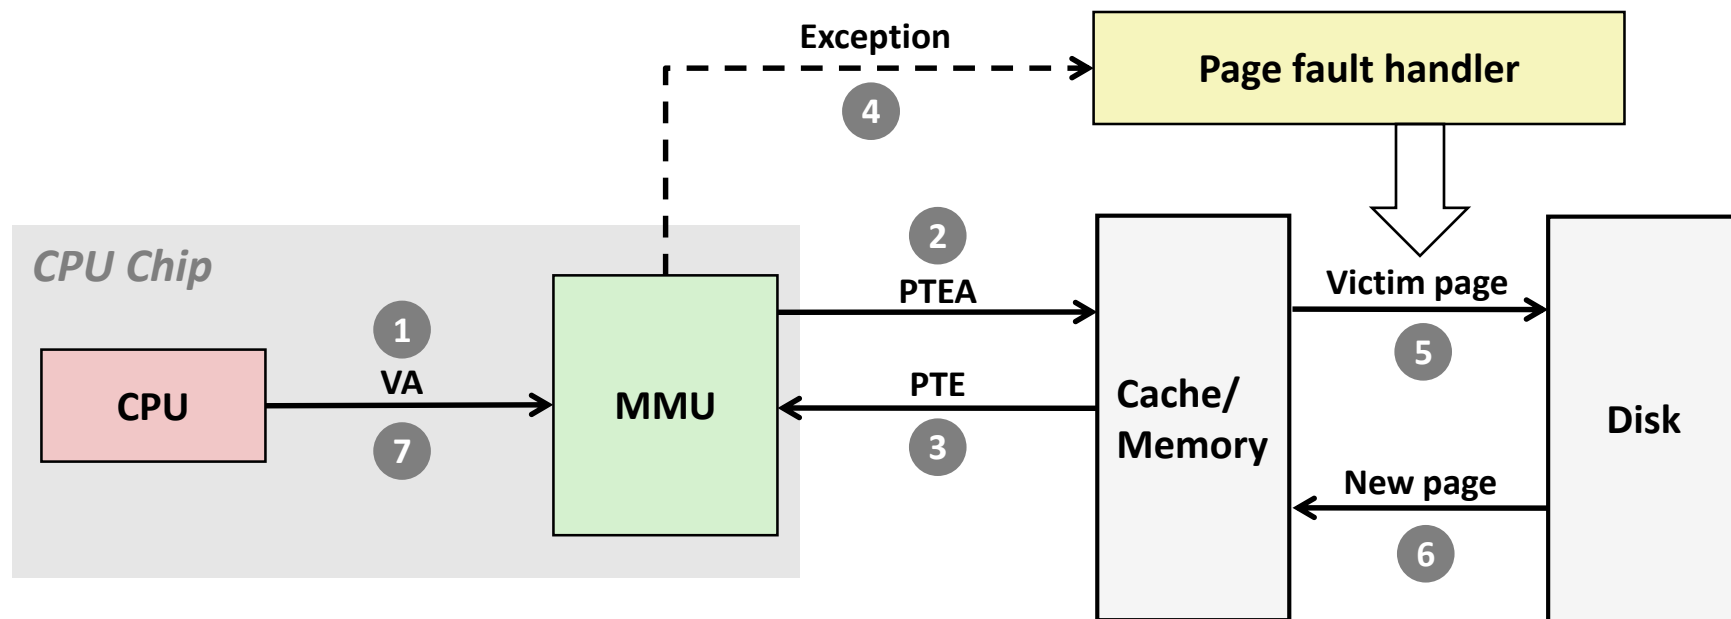 Exception
4
Page fault handler
CPU Chip
2
PTEA
1
VA
7
CPU
MMU
PTE
3
Cache/
Memory
Victim page
5
Disk
New page
6